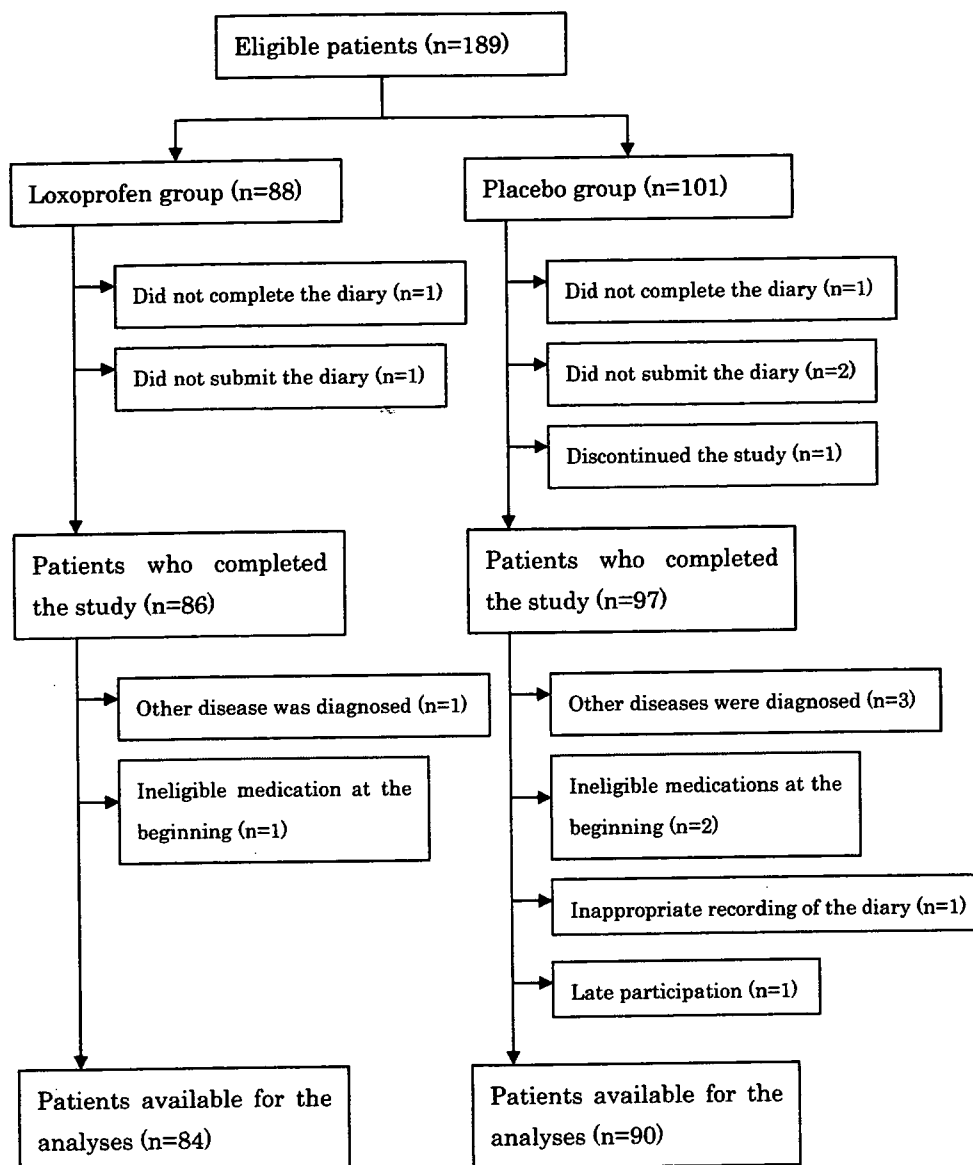 Eligible patients (n=189)
Loxoprofen group (n=88)
Placebo group (n=101)
Did not complete the diary (n=1)
Did not submit the diary (n=1)
Did not complete the diary (n=1)
Did not submit the diary (n=2)
Discontinued the study (n=1)
Patients who completed
the study (n=86)
Patients who completed
the study (n=97)
Other disease was diagnosed (n=1)
Ineligible medication at the
beginning (n=1)
Other diseases were diagnosed (n=3)
Ineligible medications at the
beginning (n=2)
Inappropriate recording of the diary (n=1)
Late participation (n=1)
Patients available for the
analyses (n=84)
Patients available for the
analyses (n=90)